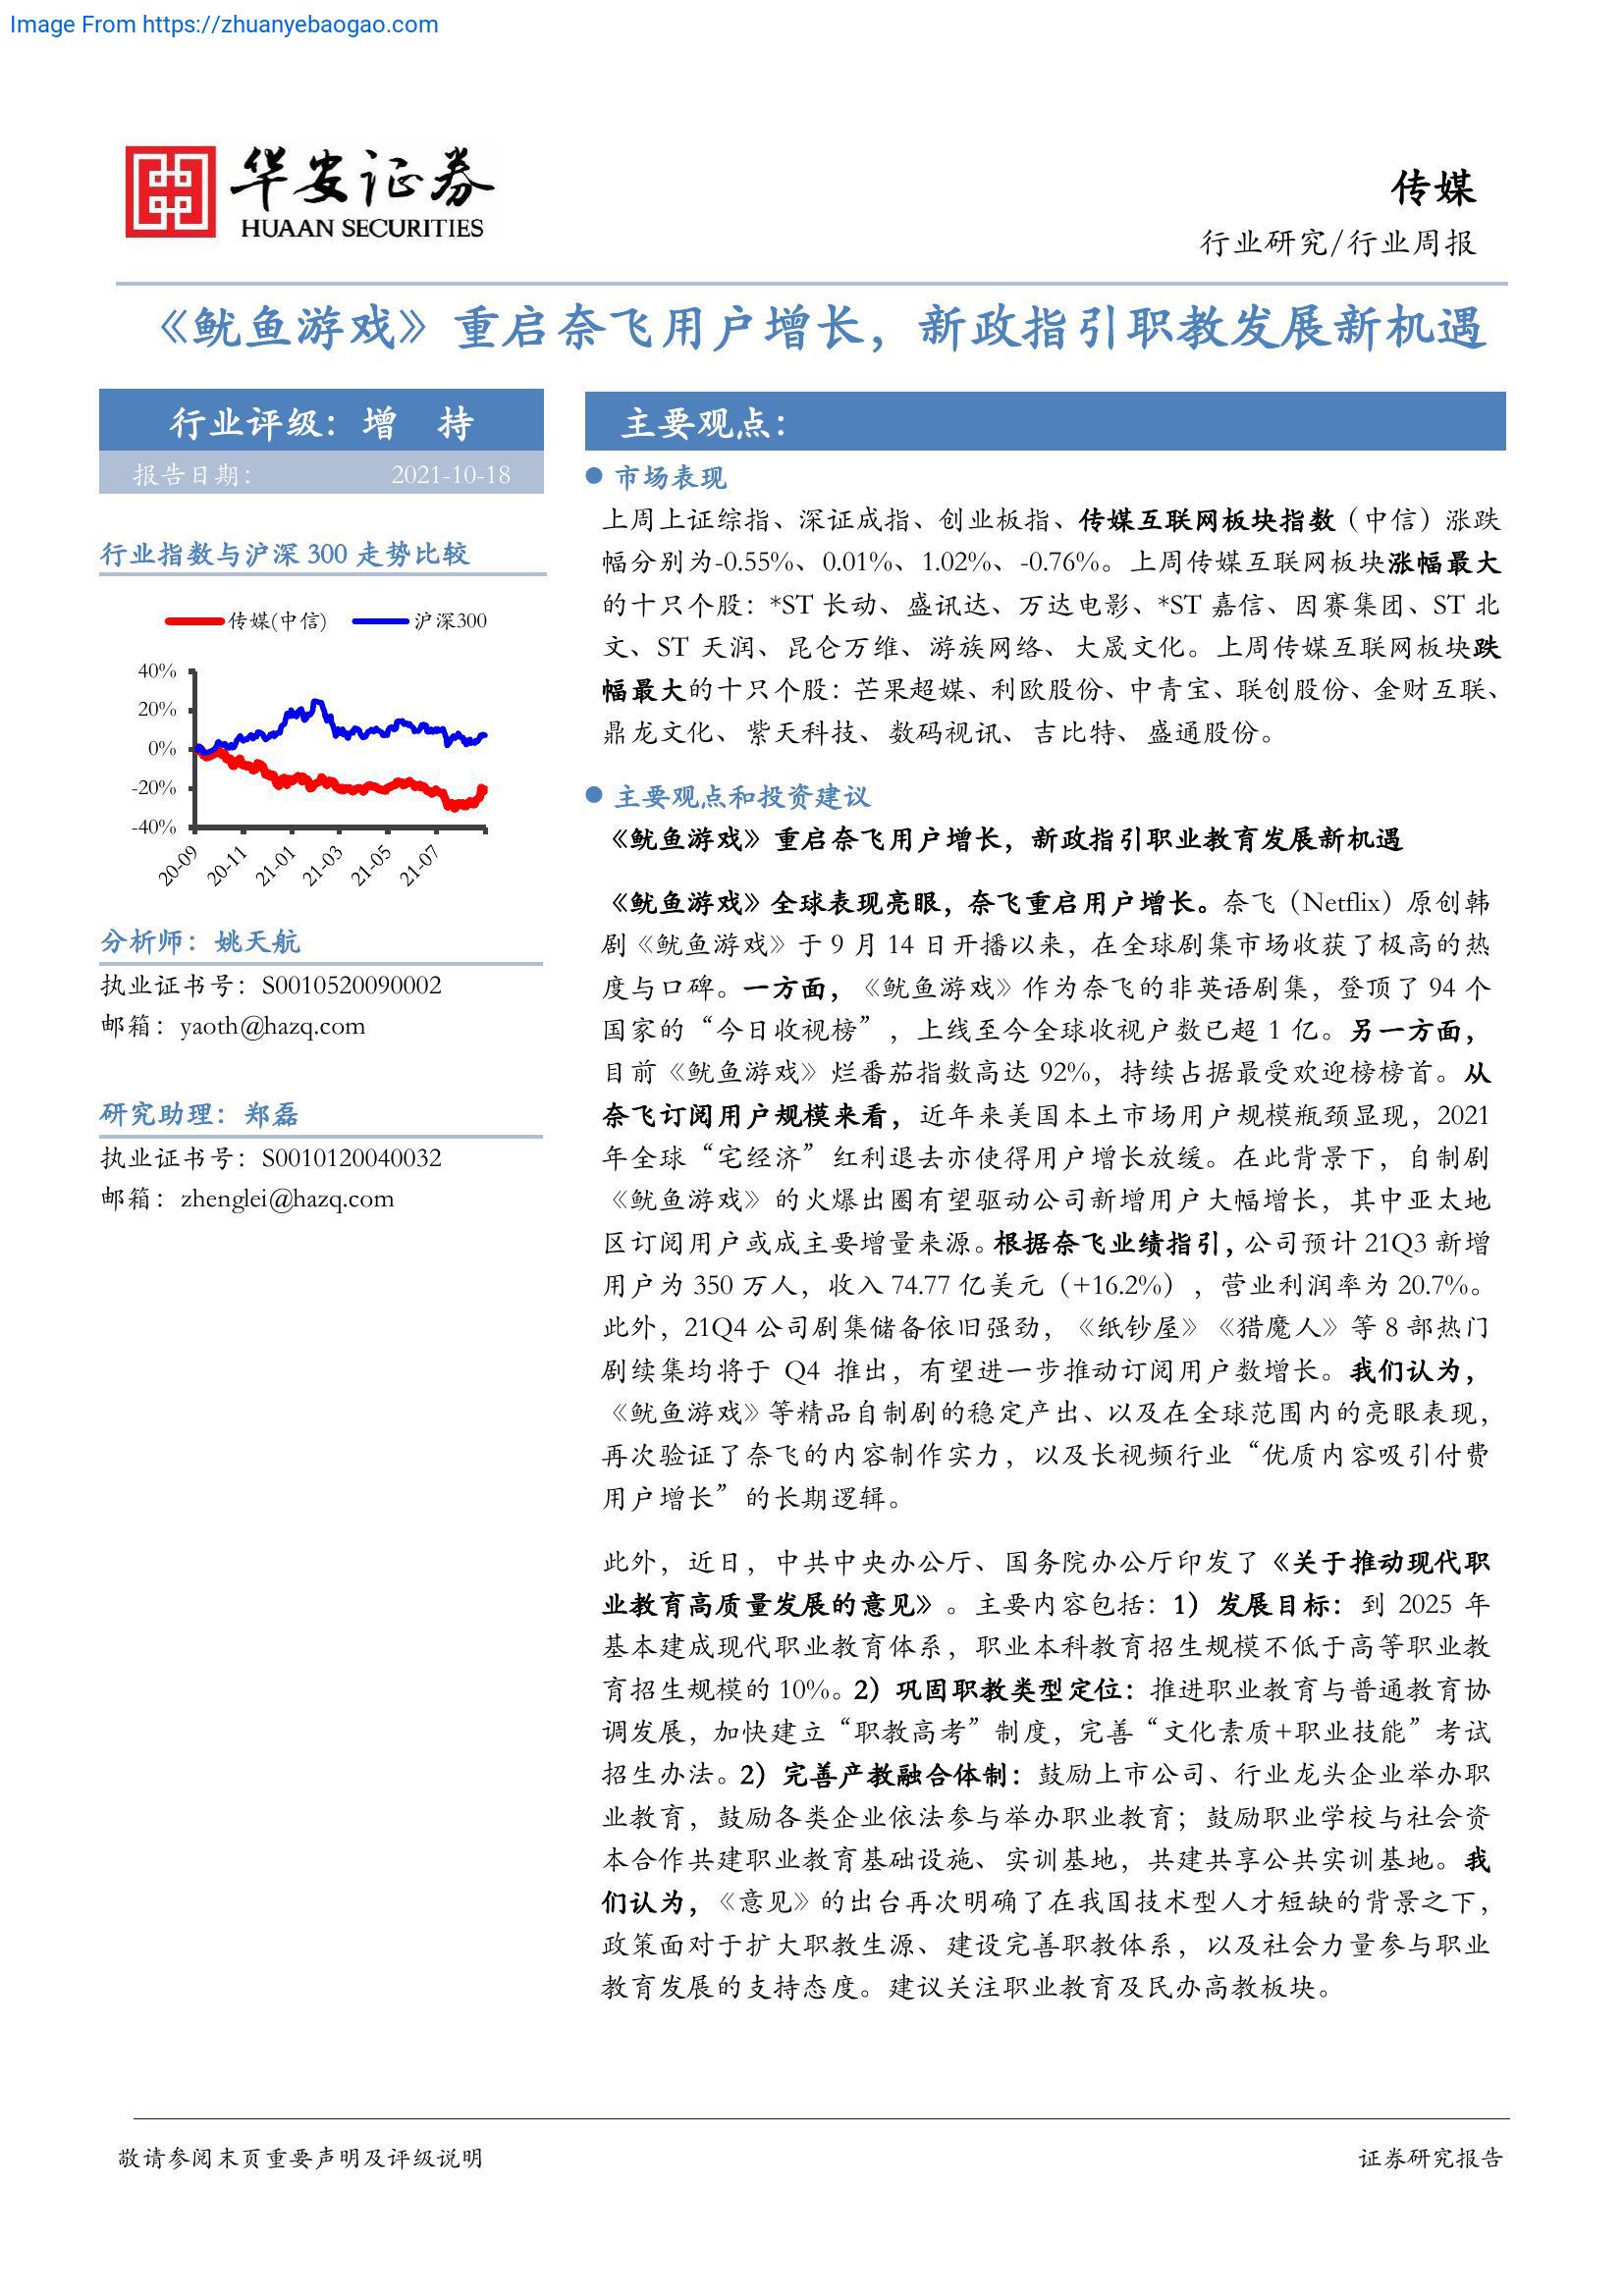 Image From https://zhuanyebaogao.com
华安证券
HUAAN SECURITIES
传媒
行业研究/行业周报
《鱿鱼游戏》重启奈飞用户增长，新政指引职教发展新机遇
行业评级：增 持
报告日期： 2021-10-18
行业指数与沪深 300 走势比较
传媒(中信) 沪深300
40%
20%
0%
-20%
-40%
20-09 20-11 21-01 21-03 21-05 21-07
分析师：姚天航
执业证书号：S0010520090002
邮箱：yaoth@hazq.com
研究助理：郑磊
执业证书号：S0010120040032
邮箱：zhenglei@hazq.com
主要观点：
市场表现
上周上证综指、深证成指、创业板指、传媒互联网板块指数（中信）涨跌
幅分别为-0.55%、0.01%、1.02%、-0.76%。上周传媒互联网板块涨幅最大
的十只个股：*ST 长动、盛讯达、万达电影、*ST 嘉信、因赛集团、ST 北
文、ST 天润、昆仑万维、游族网络、大晟文化。上周传媒互联网板块跌
幅最大的十只个股：芒果超媒、利欧股份、中青宝、联创股份、金财互联、
鼎龙文化、紫天科技、数码视讯、吉比特、盛通股份。
主要观点和投资建议
《鱿鱼游戏》重启奈飞用户增长，新政指引职业教育发展新机遇
《鱿鱼游戏》全球表现亮眼，奈飞重启用户增长。奈飞（Netflix）原创韩
剧《鱿鱼游戏》于 9 月 14 日开播以来，在全球剧集市场收获了极高的热
度与口碑。一方面，《鱿鱼游戏》作为奈飞的非英语剧集，登顶了 94 个
国家的“今日收视榜”，上线至今全球收视户数已超 1 亿。另一方面，
目前《鱿鱼游戏》烂番茄指数高达 92%，持续占据最受欢迎榜榜首。从
奈飞订阅用户规模来看，近年来美国本土市场用户规模瓶颈显现，2021
年全球“宅经济”红利退去亦使得用户增长放缓。在此背景下，自制剧
《鱿鱼游戏》的火爆出圈有望驱动公司新增用户大幅增长，其中亚太地
区订阅用户或成主要增量来源。根据奈飞业绩指引，公司预计 21Q3 新增
用户为 350 万人，收入 74.77 亿美元（+16.2%），营业利润率为 20.7%。
此外，21Q4 公司剧集储备依旧强劲，《纸钞屋》《猎魔人》等 8 部热门
剧续集均将于 Q4 推出，有望进一步推动订阅用户数增长。我们认为，
《鱿鱼游戏》等精品自制剧的稳定产出、以及在全球范围内的亮眼表现，
再次验证了奈飞的内容制作实力，以及长视频行业“优质内容吸引付费
用户增长”的长期逻辑。
此外，近日，中共中央办公厅、国务院办公厅印发了《关于推动现代职
业教育高质量发展的意见》。主要内容包括：1）发展目标：到 2025 年
基本建成现代职业教育体系，职业本科教育招生规模不低于高等职业教
育招生规模的 10%。2）巩固职教类型定位：推进职业教育与普通教育协
调发展，加快建立“职教高考”制度，完善“文化素质+职业技能”考试
招生办法。2）完善产教融合体制：鼓励上市公司、行业龙头企业举办职
业教育，鼓励各类企业依法参与举办职业教育；鼓励职业学校与社会资
本合作共建职业教育基础设施、实训基地，共建共享公共实训基地。我
们认为，《意见》的出台再次明确了在我国技术型人才短缺的背景之下，
政策面对于扩大职教生源、建设完善职教体系，以及社会力量参与职业
教育发展的支持态度。建议关注职业教育及民办高教板块。
敬请参阅末页重要声明及评级说明
证券研究报告